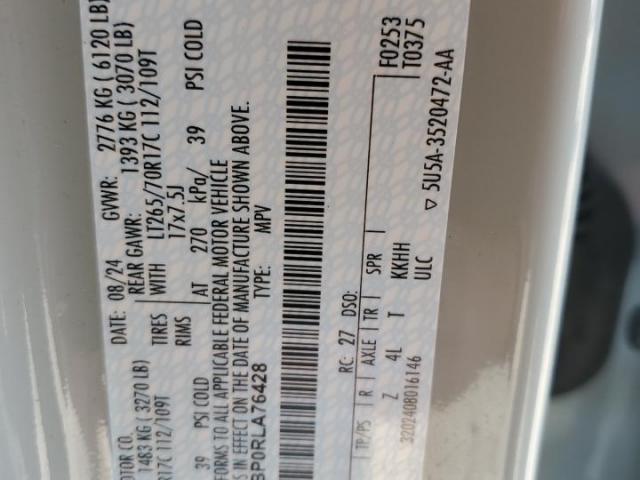 DATE: 08/24 GVWR: 2776 KG ( 6120 LB)
OTOR CO. REAR GAWR: 1393 KG ( 3070 LB)
1483 KG ( 3270 LB) TIRES WITH LT265/70R17C 112/109T
R17C 112/109T RIMS 17x7.5J
39 PSI COLD AT 270 kPa/ 39 PSI COLD
FORMS TO ALL APPLICABLE FEDERAL MOTOR VEHICLE
S IN EFFECT ON THE DATE OF MANUFACTURE SHOWN ABOVE.
BP0RLA76428 TYPE: MPV
F0253
RC: 27 DSO: T0375
TP/PS R AXLE TR SPR
Z 4L T KKHH
3202408016146 ULC ▽ 5U5A-3520472-AA